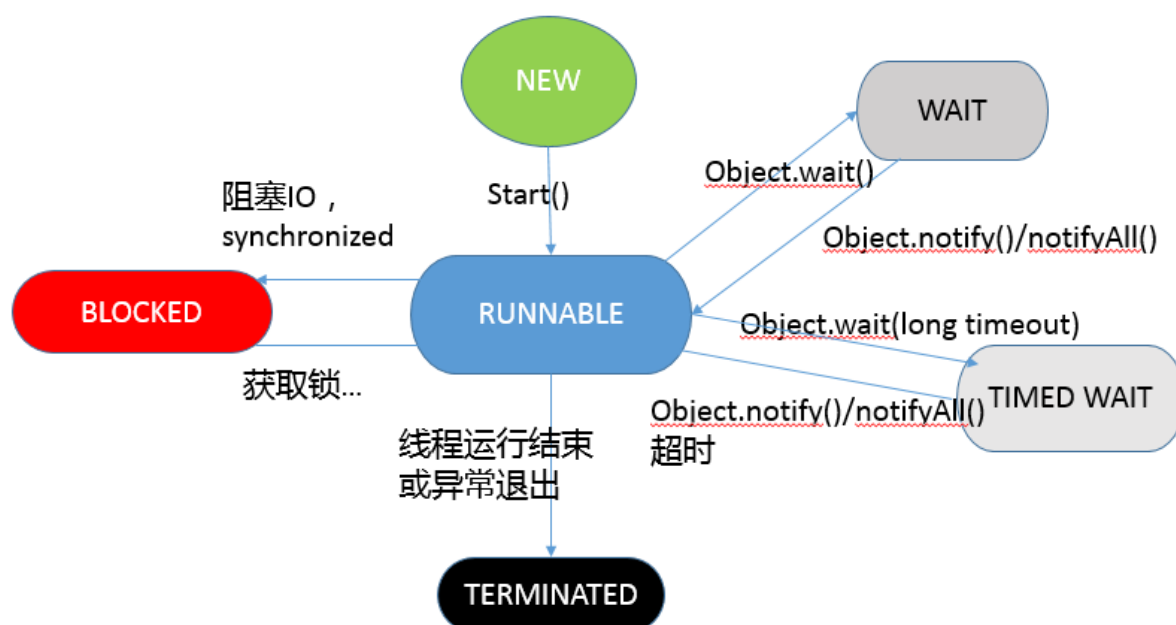 NEW
WAIT
Object.wait()
Start()
阻塞IO，
synchronized
Object.notify()/notifyAll()
BLOCKED
RUNNABLE
Object.wait(long timeout)
获取锁...
TIMED WAIT
Object.notify()/notifyAll()
超时
线程运行结束
或异常退出
TERMINATED